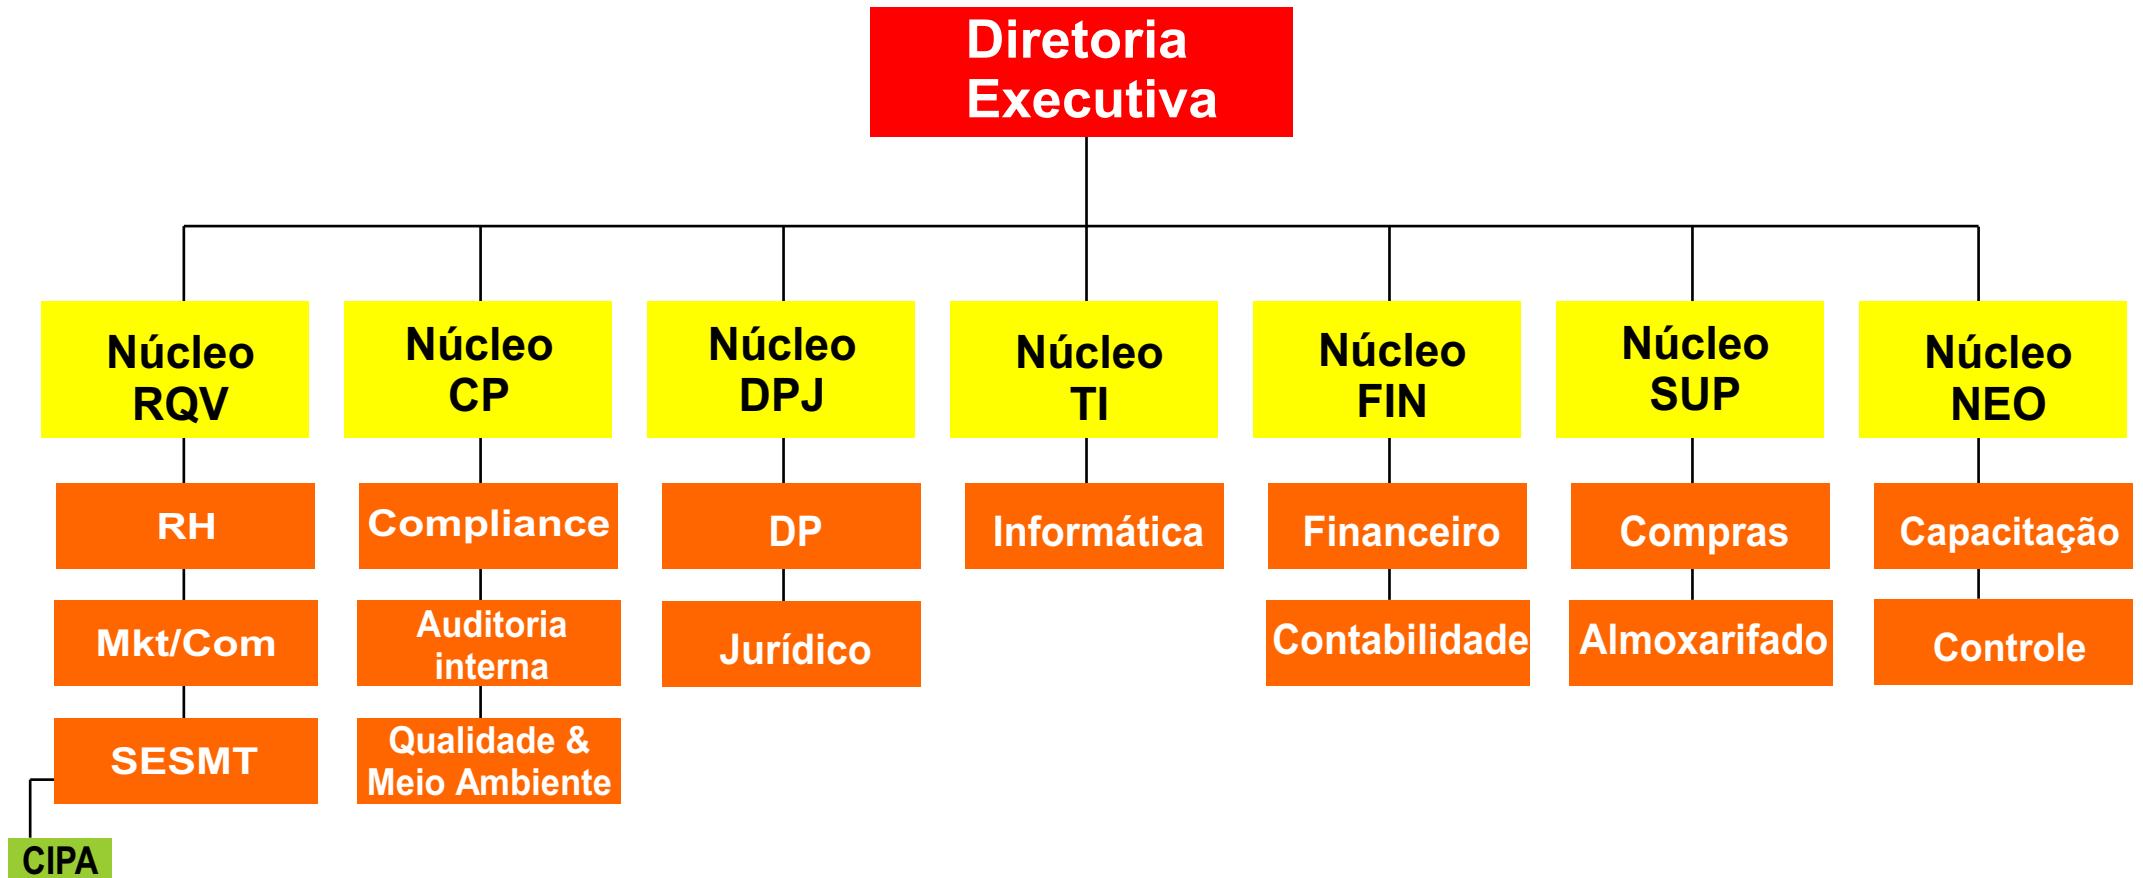 Diretoria
Executiva
Núcleo
RQV
Núcleo
CP
Núcleo
DPJ
Núcleo
TI
Núcleo
FIN
Núcleo
SUP
Núcleo
NEO
RH
Compliance
DP
Informática
Financeiro
Compras
Capacitação
Mkt/Com
Auditoria
interna
Jurídico
Contabilidade
Almoxarifado
Controle
SESMT
Qualidade &
Meio Ambiente
CIPA